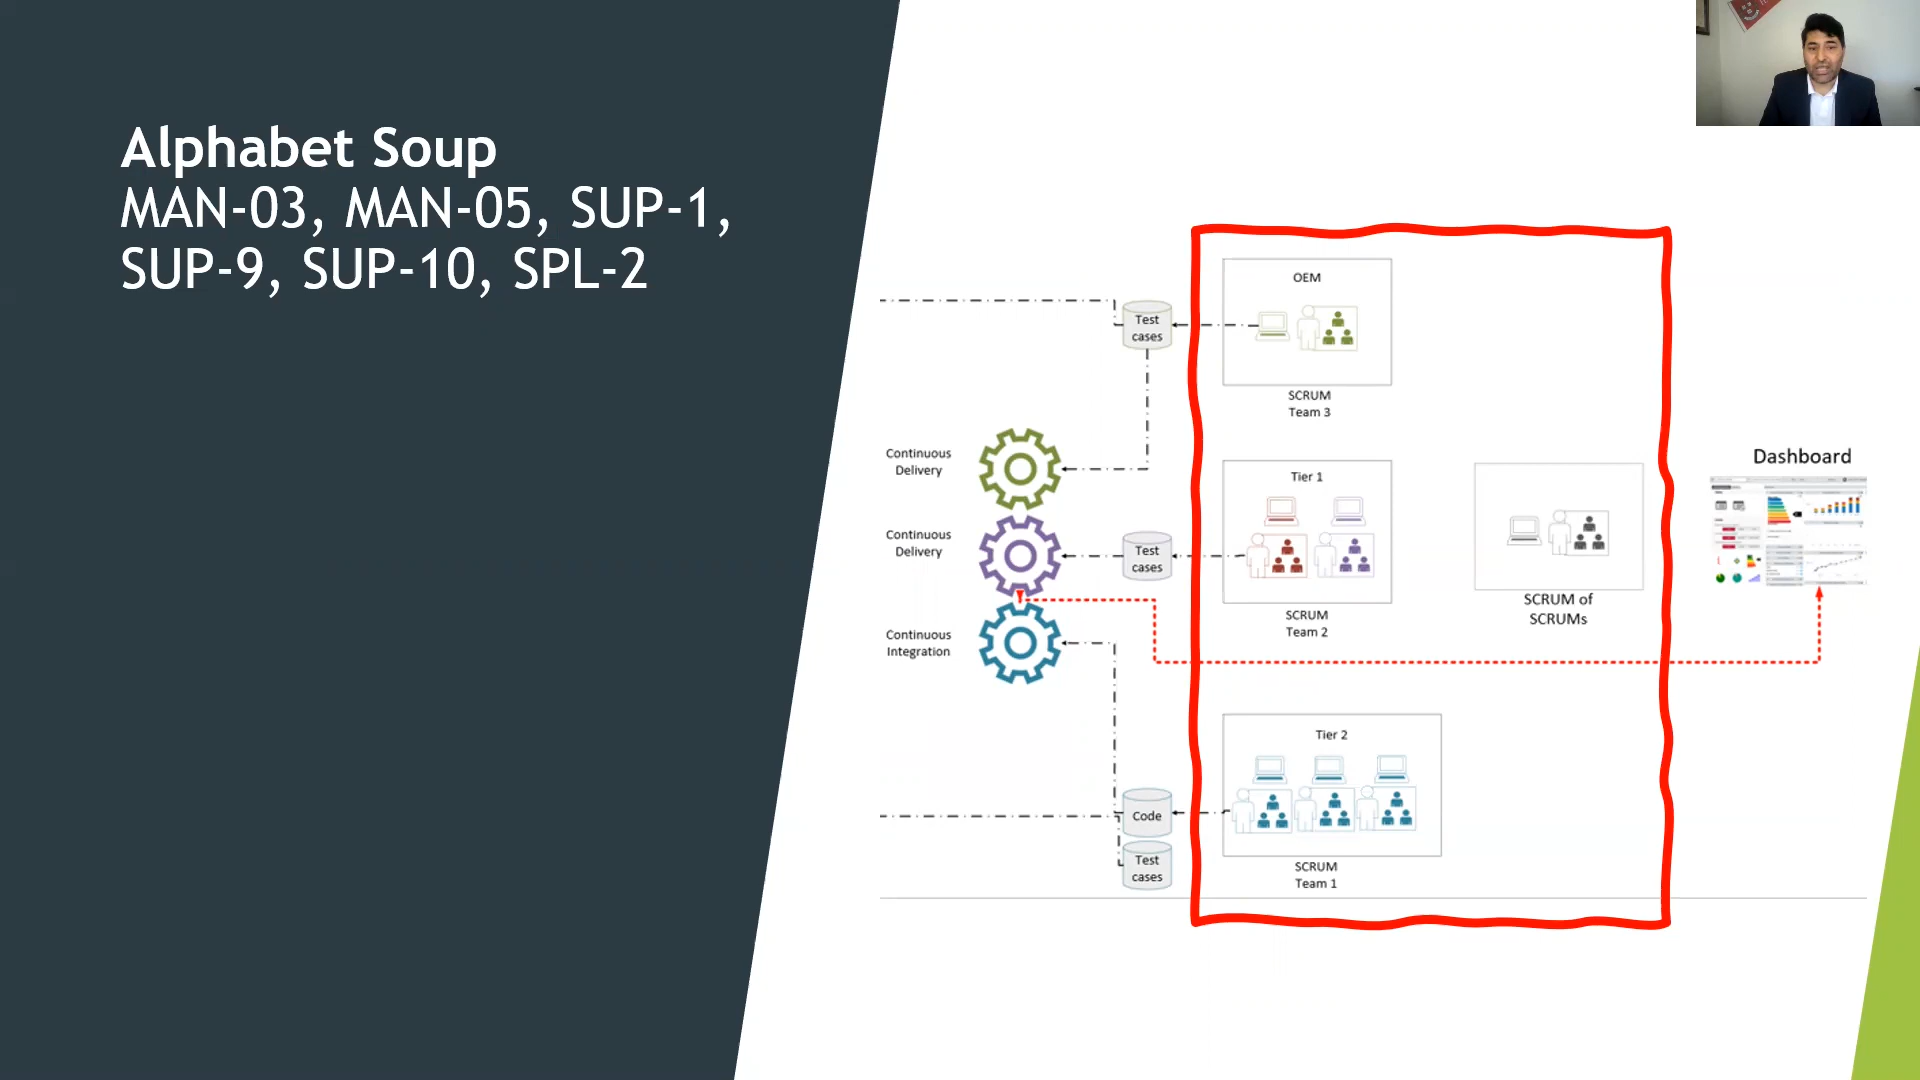 Alphabet Soup
MAN-03, MAN-05, SUP-1,
SUP-9, SUP-10, SPL-2
OEM
Test
cases
SCRUM
Team 3
Continuous
Delivery
Dashboard
Tier 1
Continuous
Delivery
Test
cases
SCRUM of
SCRUMs
SCRUM
Team 2
Continuous
Integration
Tier 2
Code
Test
cases
SCRUM
Team 1